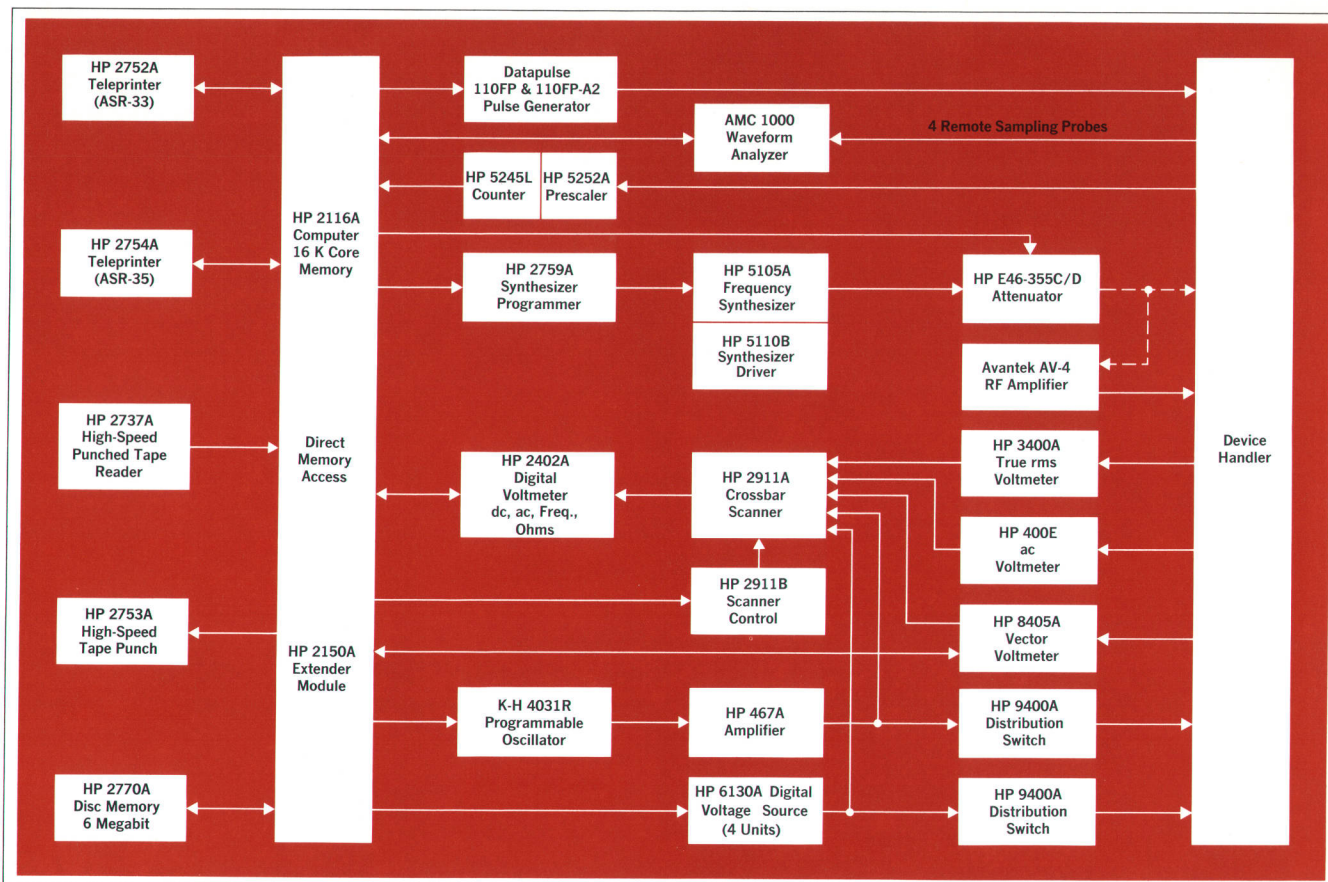 HP 2752A
Teleprinter
(ASR-33)
HP 2754A
Teleprinter
(ASR-35)
HP 2737A
High-Speed
Punched Tape
Reader
HP 2753A
High-Speed
Tape Punch
HP 2770A
Disc Memory
6 Megabit
HP 2116A
Computer
16 K Core
Memory
Direct
Memory
Access
HP 2150A
Extender
Module
Datapulse
110FP & 110FP-A2
Pulse Generator
AMC 1000
Waveform
Analyzer
4 Remote Sampling Probes
HP 5245L
Counter
HP 5252A
Prescaler
HP 2759A
Synthesizer
Programmer
HP 5105A
Frequency
Synthesizer
HP 5110B
Synthesizer
Driver
HP E46-355C/D
Attenuator
Avantek AV-4
RF Amplifier
HP 2402A
Digital
Voltmeter
dc, ac, Freq.,
Ohms
HP 2911A
Crossbar
Scanner
HP 2911B
Scanner
Control
HP 3400A
True rms
Voltmeter
HP 400E
ac
Voltmeter
HP 8405A
Vector
Voltmeter
K-H 4031R
Programmable
Oscillator
HP 467A
Amplifier
HP 9400A
Distribution
Switch
HP 6130A Digital
Voltage Source
(4 Units)
HP 9400A
Distribution
Switch
Device
Handler